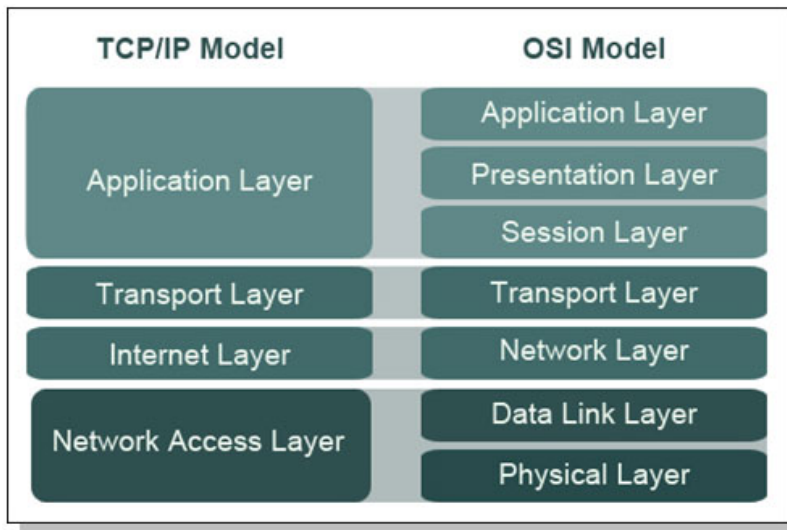 TCP/IP Model
OSI Model
Application Layer
Transport Layer
Internet Layer
Network Access Layer
Application Layer
Presentation Layer
Session Layer
Transport Layer
Network Layer
Data Link Layer
Physical Layer